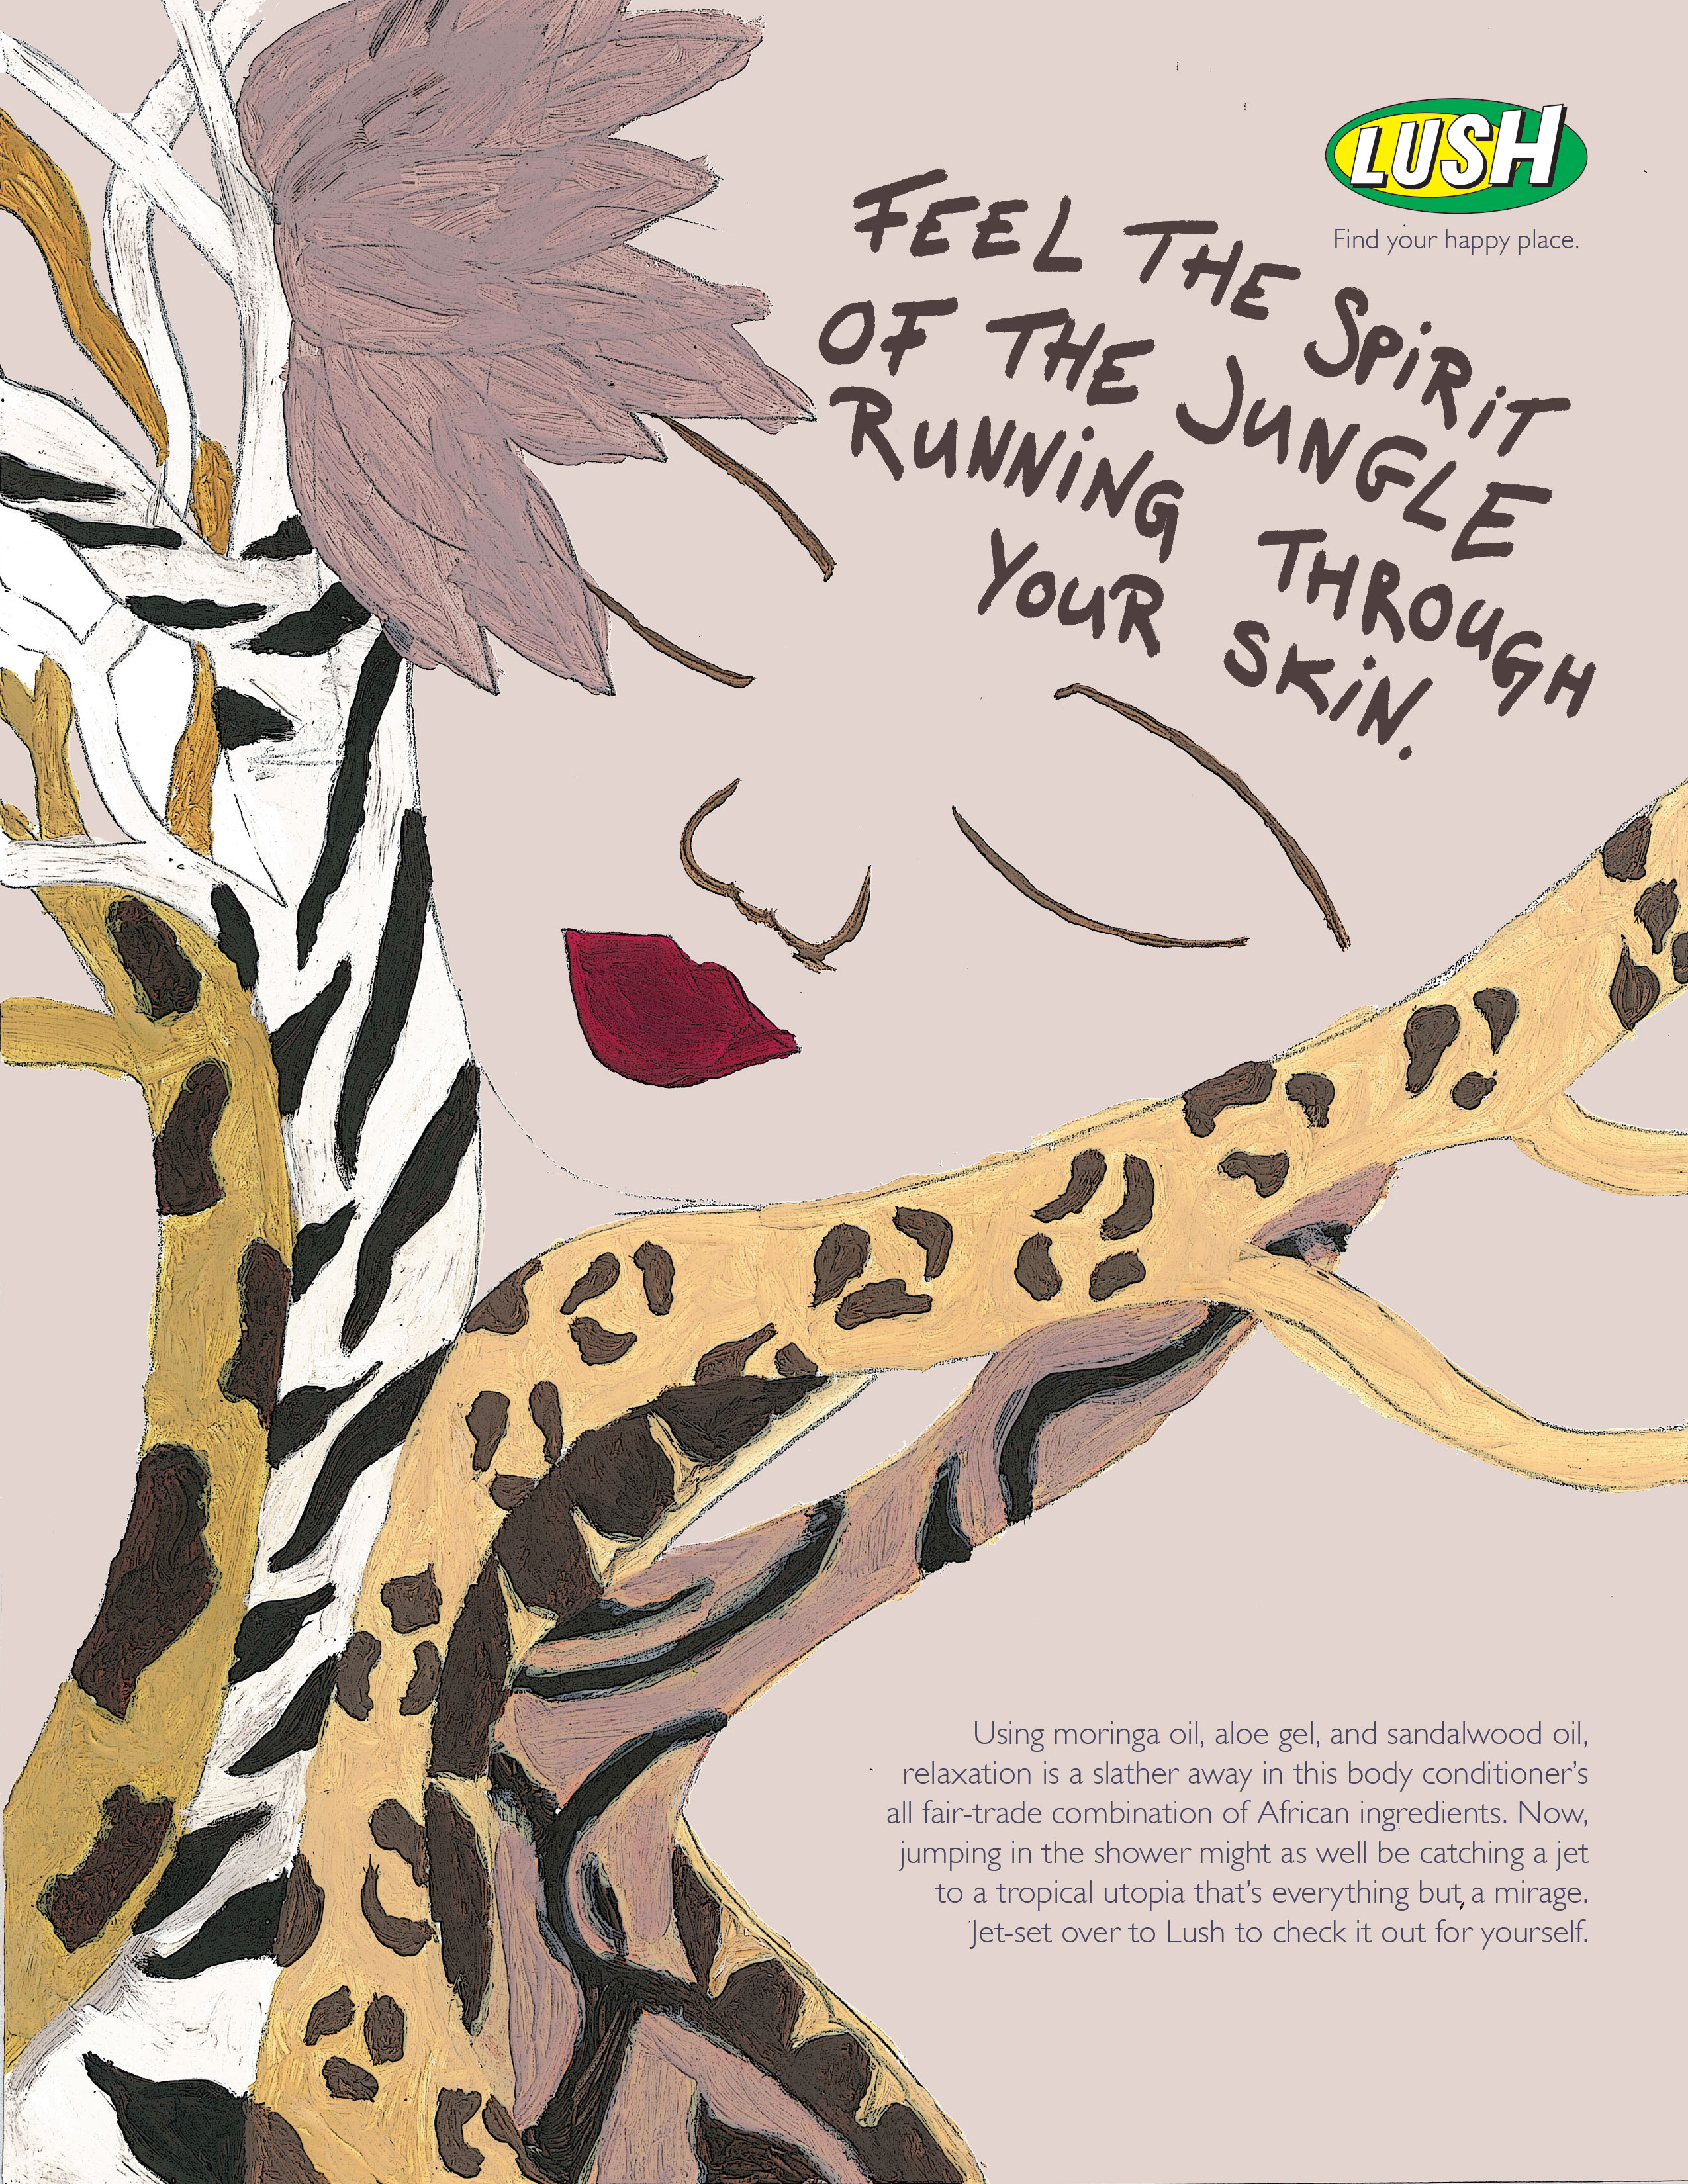 LUSH
Find your happy place.
FEEL THE SPiRiT
OF THE JUNGLE
RUNNiNG THROUGH
YOUR SKiN.
Using moringa oil, aloe gel, and sandalwood oil,
relaxation is a slather away in this body conditioner's
all fair-trade combination of African ingredients. Now,
jumping in the shower might as well be catching a jet
to a tropical utopia that's everything but a mirage.
Jet-set over to Lush to check it out for yourself.